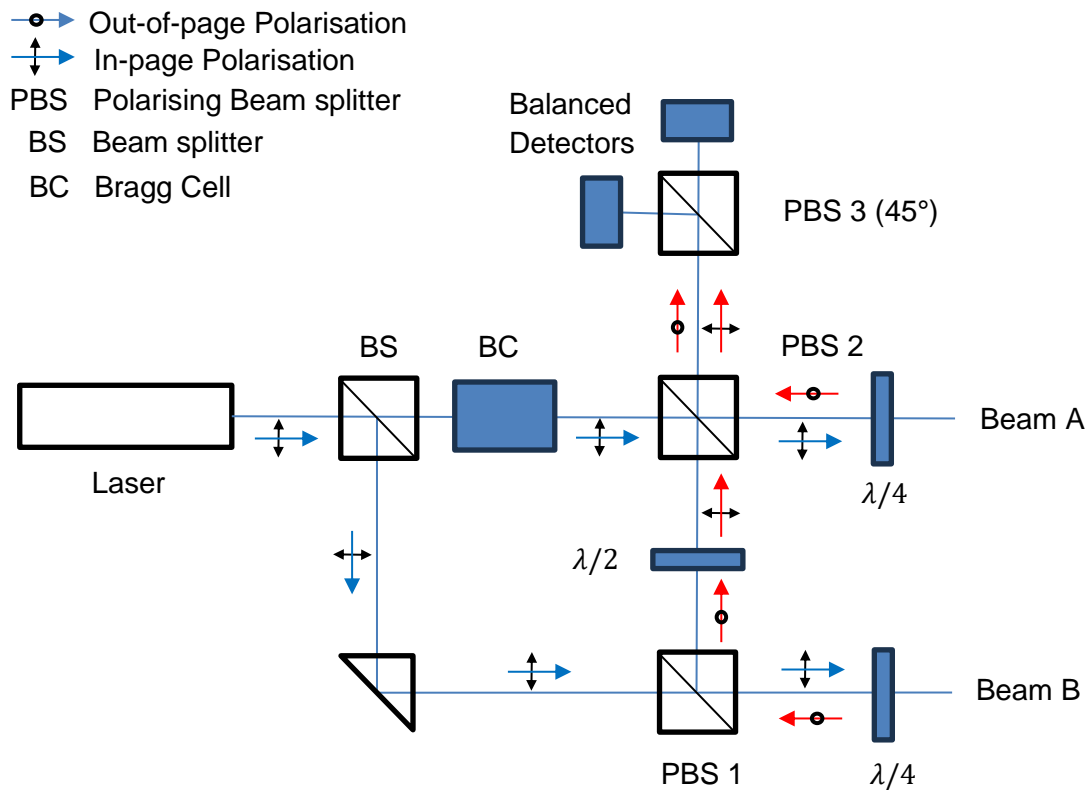 Out-of-page Polarisation
In-page Polarisation
PBS Polarising Beam splitter
BS Beam splitter
BC Bragg Cell
Balanced
Detectors
PBS 3 (45°)
BS
BC
PBS 2
Laser
Beam A
λ/4
λ/2
Beam B
PBS 1
λ/4